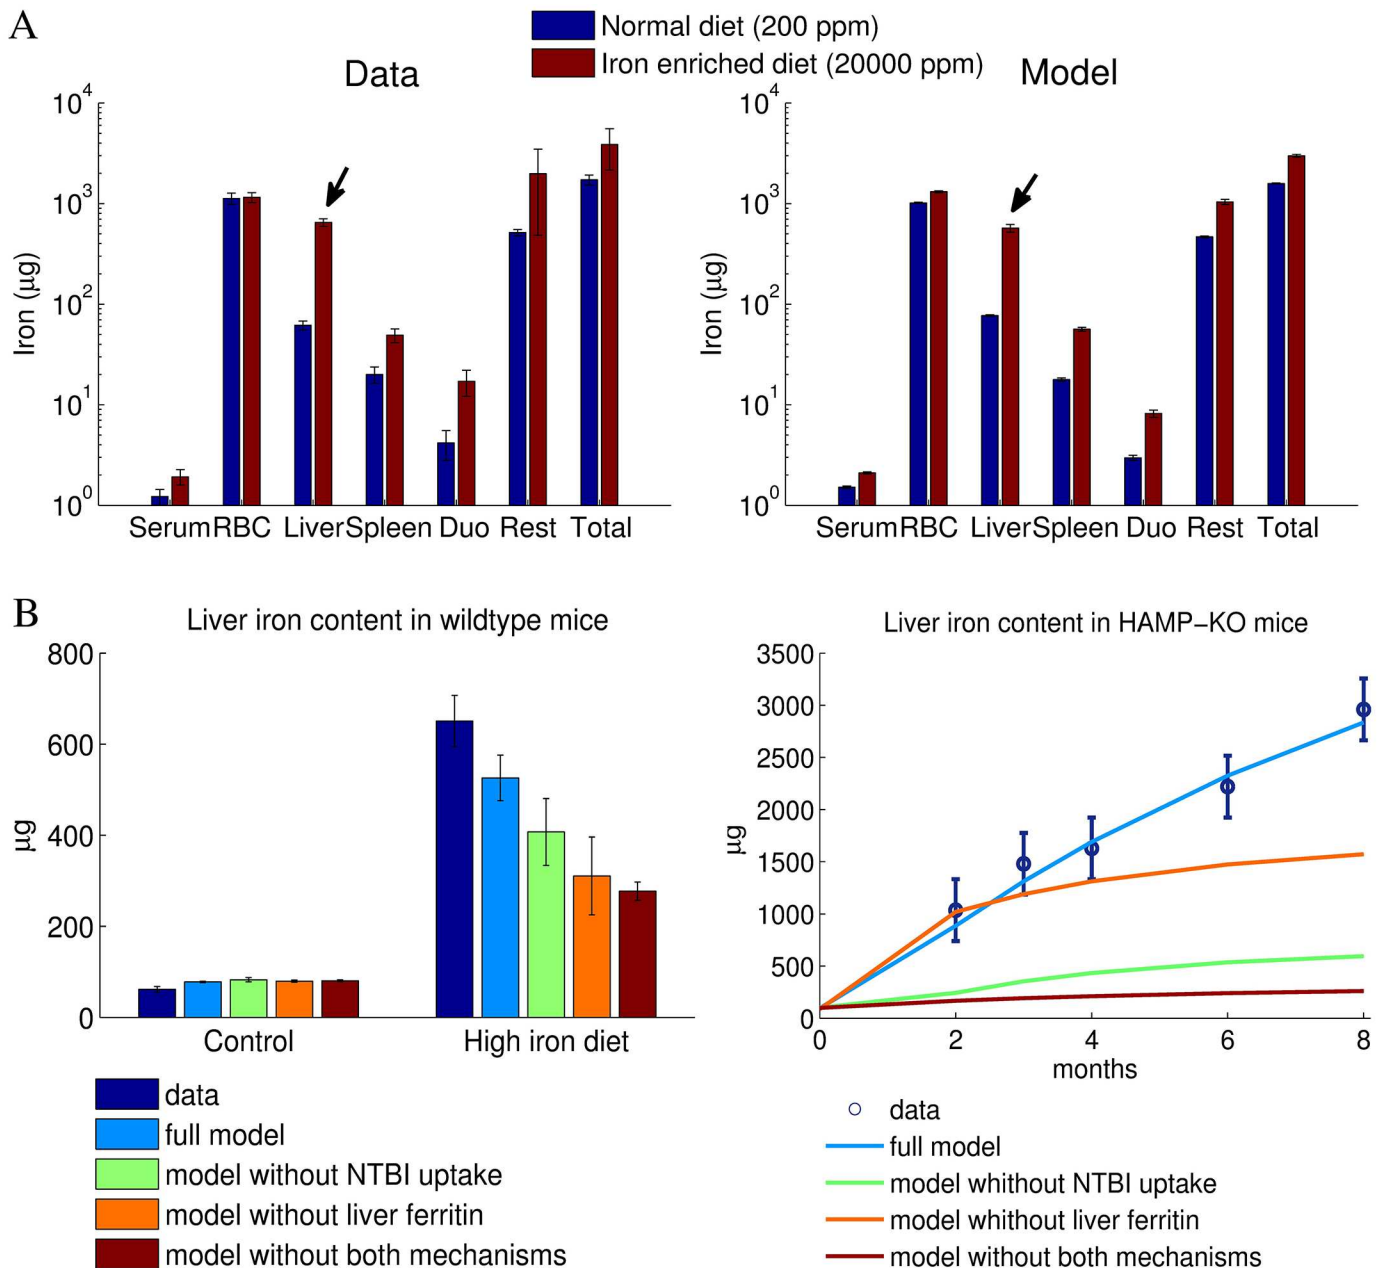 A
Normal diet (200 ppm)
Iron enriched diet (20000 ppm)
Data
Model
10^4
10^3
10^2
10^1
10^0
Iron (µg)
Serum RBC Liver Spleen Duo Rest Total
10^4
10^3
10^2
10^1
10^0
Iron (µg)
Serum RBC Liver Spleen Duo Rest Total
B
Liver iron content in wildtype mice
800
600
400
200
0
µg
Control High iron diet
data
full model
model without NTBI uptake
model without liver ferritin
model without both mechanisms
Liver iron content in HAMP-KO mice
3500
3000
2500
2000
1500
1000
500
0
µg
0 2 4 6 8
months
data
full model
model whithout NTBI uptake
model whithout liver ferritin
model without both mechanisms